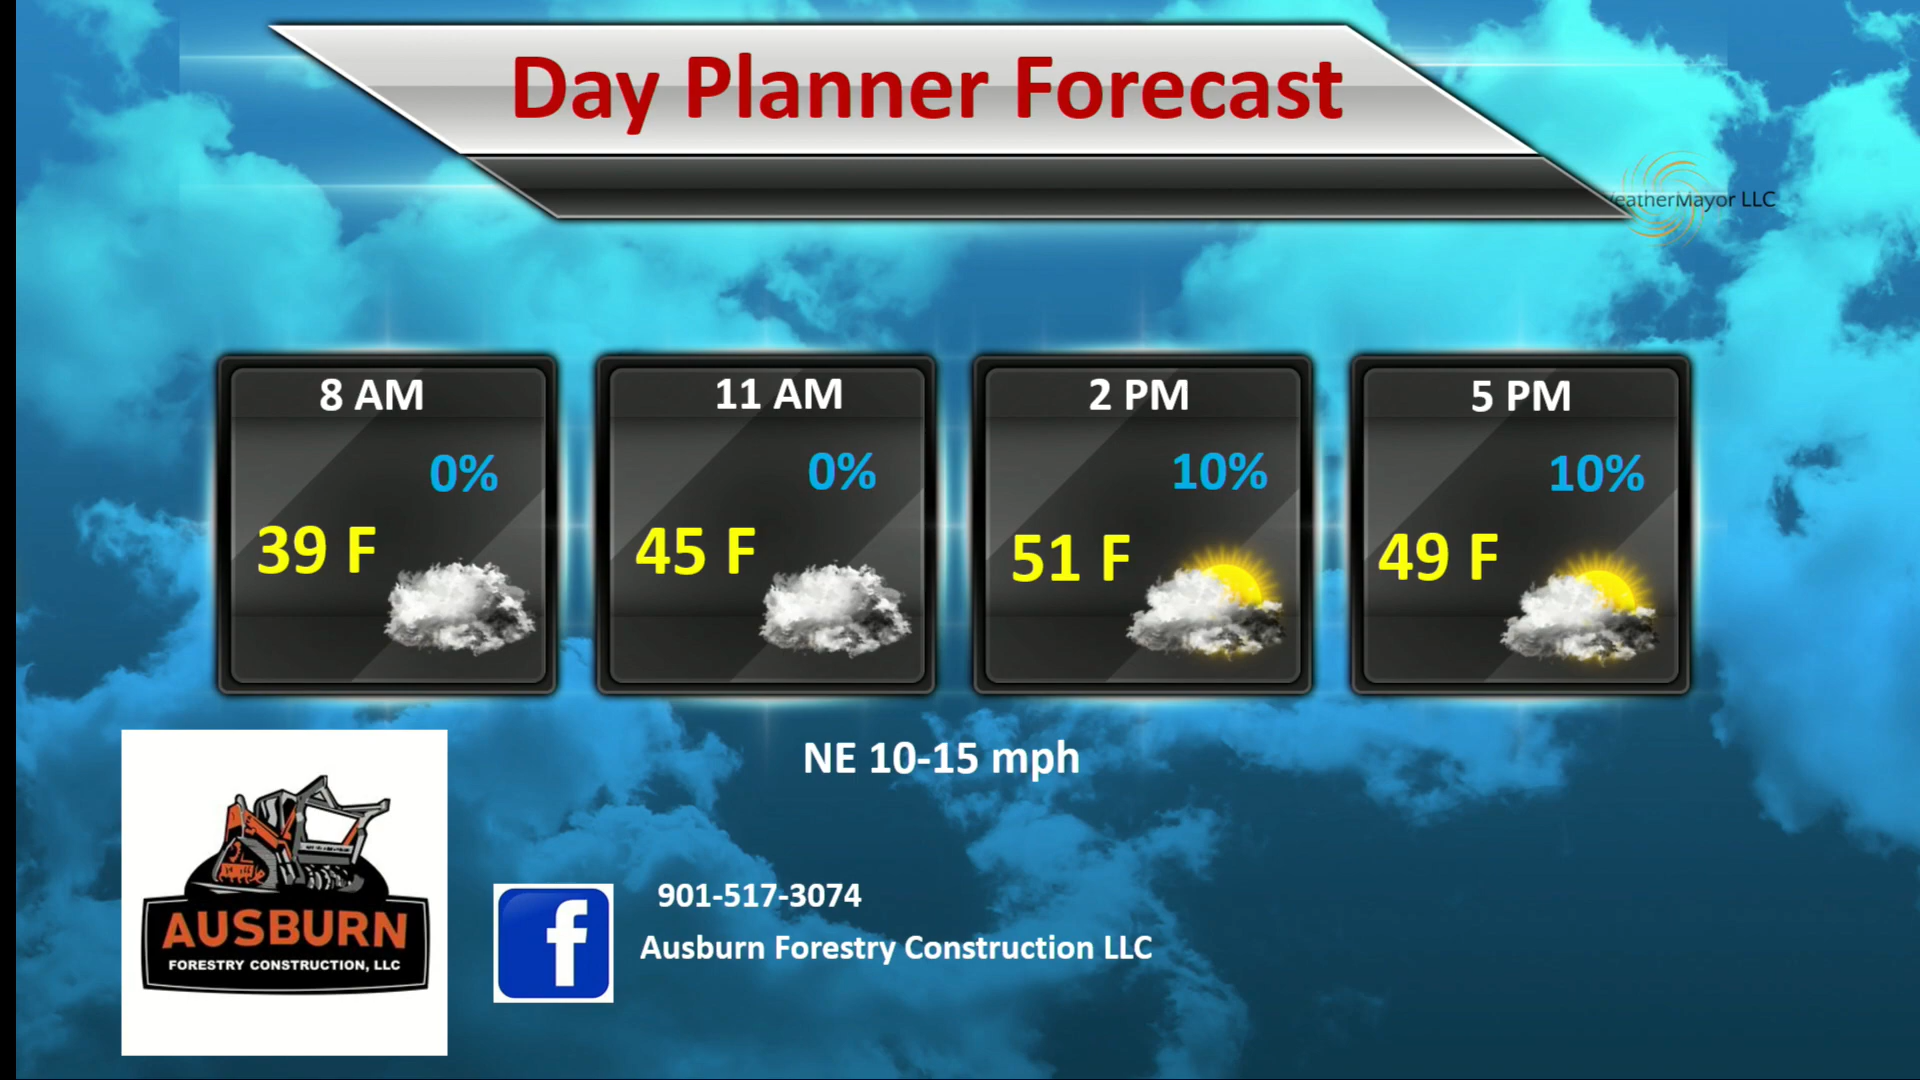 Day Planner Forecast
WeatherMayor LLC
8 AM
0%
39 F
11 AM
0%
45 F
2 PM
10%
51 F
5 PM
10%
49 F
NE 10-15 mph
AUSBURN
FORESTRY CONSTRUCTION, LLC
f
901-517-3074
Ausburn Forestry Construction LLC